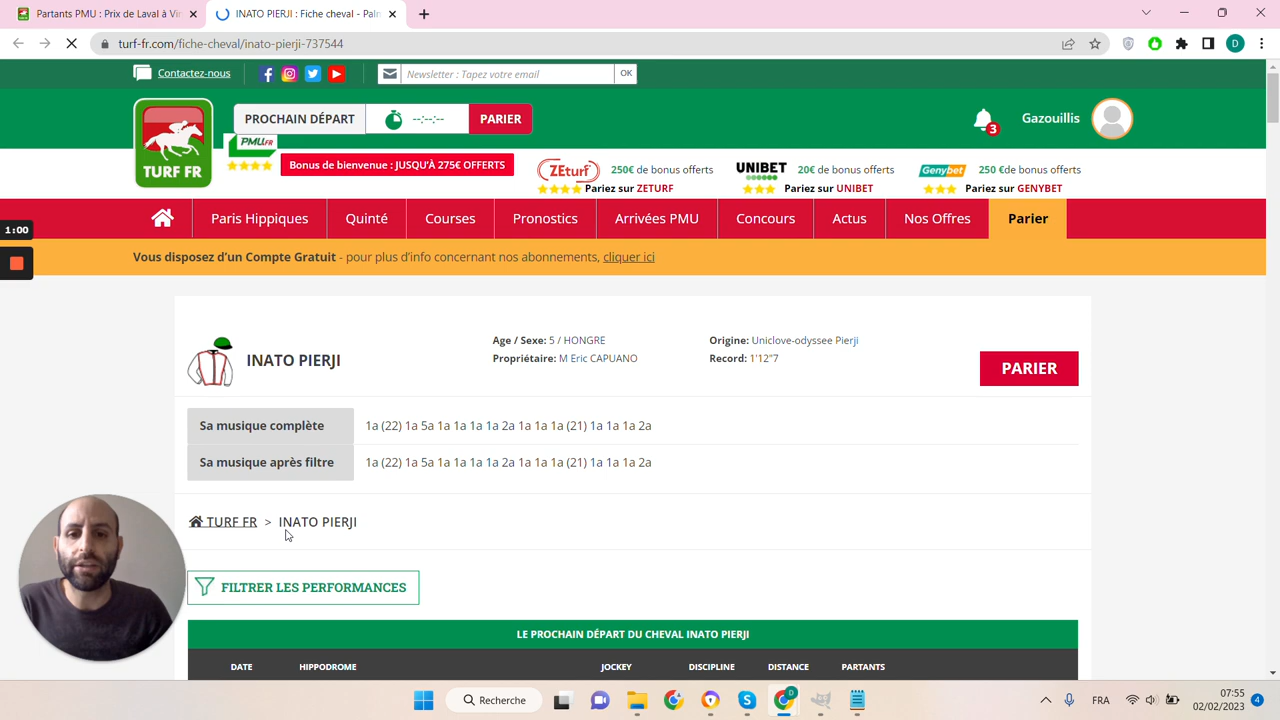 Partants PMU : Prix de Laval à Vin
INATO PIERJI : Fiche cheval - Paln
turf-fr.com/fiche-cheval/inato-pierji-737544
D
Contactez-nous
Newsletter : Tapez votre email
OK
TURF FR
PROCHAIN DÉPART
--:--:--
PARIER
3
Gazouillis
PMU.FR
Bonus de bienvenue : JUSQU'À 275€ OFFERTS
ZEturf
250€ de bonus offerts
Pariez sur ZETURF
UNIBET
20€ de bonus offerts
Pariez sur UNIBET
Genybet
250 €de bonus offerts
Pariez sur GENYBET
Paris Hippiques
Quinté
Courses
Pronostics
Arrivées PMU
Concours
Actus
Nos Offres
Parier
1:00
Vous disposez d'un Compte Gratuit - pour plus d'info concernant nos abonnements, cliquer ici
INATO PIERJI
Age / Sexe: 5 / HONGRE
Propriétaire: M Eric CAPUANO
Origine: Uniclove-odyssee Pierji
Record: 1'12"7
PARIER
Sa musique complète
1a (22) 1a 5a 1a 1a 1a 1a 2a 1a 1a 1a (21) 1a 1a 1a 2a
Sa musique après filtre
1a (22) 1a 5a 1a 1a 1a 1a 2a 1a 1a 1a (21) 1a 1a 1a 2a
TURF FR > INATO PIERJI
FILTRER LES PERFORMANCES
LE PROCHAIN DÉPART DU CHEVAL INATO PIERJI
DATE
HIPPODROME
JOCKEY
DISCIPLINE
DISTANCE
PARTANTS
Recherche
D
FRA
07:55
02/02/2023
4